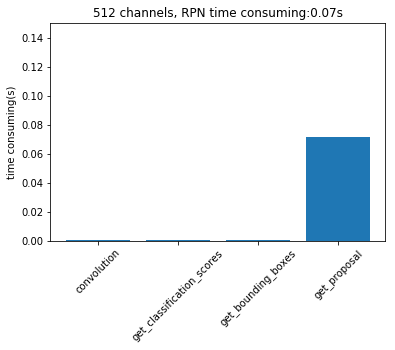 512 channels, RPN time consuming:0.07s
time consuming(s)
0.14
0.12
0.10
0.08
0.06
0.04
0.02
0.00
convolution
get_classification_scores
get_bounding_boxes
get_proposal